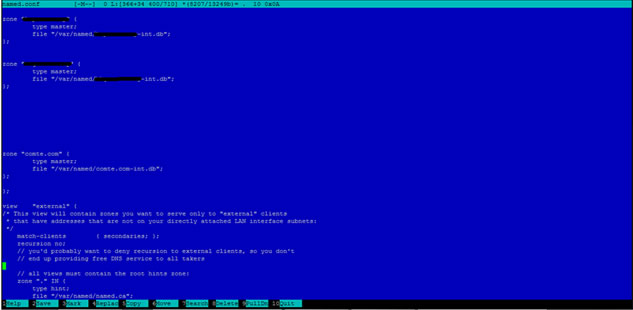 named.conf [-M--] 0 L:[364+34 400/710] *(8207/13249b)= . 10 0x0A
zone "
type master;
file "/var/named/ -int.db";
};
zone " " {
type master;
file "/var/named/ -int.db";
};
zone "comte.com" {
type master;
file "/var/named/comte.com-int.db";
};
};
view "external" {
/* This view will contain zones you want to serve only to "external" clients
* that have addresses that are not on your directly attached LAN interface subnets:
*/
match-clients { secondaries; };
recursion no;
// you'd probably want to deny recursion to external clients, so you don't
// end up providing free DNS service to all takers
// all views must contain the root hints zone:
zone "." IN {
type hint;
file "/var/named/named.ca";
1Help 2Save 3Mark 4Replac 5Copy 6Move 7Search 8Delete 9PullDn 10Quit